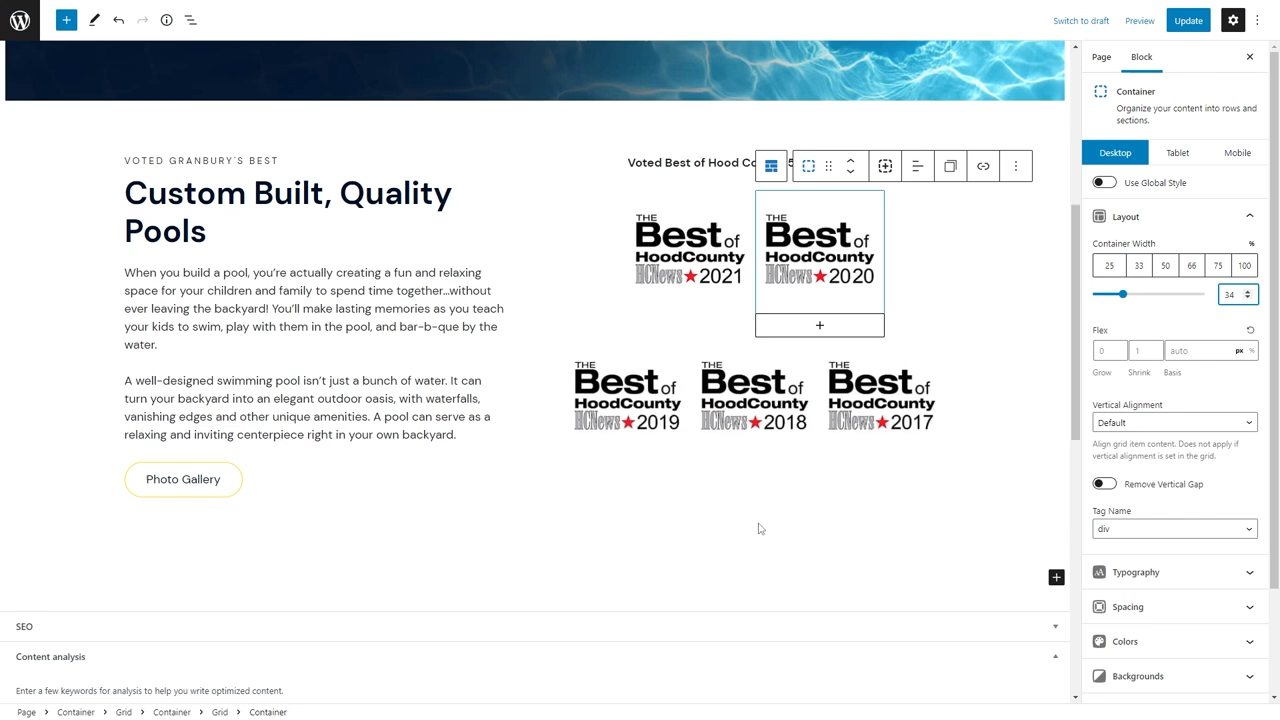 Switch to draft
Preview
Update
Page
Block
Container
Organize your content into rows and
sections.
Desktop
Tablet
Mobile
Use Global Style
Layout
Container Width
%
25
33
50
66
75
100
34
Flex
0
1
auto
px
%
Grow
Shrink
Basis
Vertical Alignment
Default
Align grid item content. Does not apply if
vertical alignment is set in the grid.
Remove Vertical Gap
Tag Name
div
Typography
Spacing
Colors
Backgrounds
VOTED GRANBURY'S BEST
Custom Built, Quality
Pools
When you build a pool, you're actually creating a fun and relaxing
space for your children and family to spend time together...without
ever leaving the backyard! You'll make lasting memories as you teach
your kids to swim, play with them in the pool, and bar-b-que by the
water.
A well-designed swimming pool isn't just a bunch of water. It can
turn your backyard into an elegant outdoor oasis, with waterfalls,
vanishing edges and other unique amenities. A pool can serve as a
relaxing and inviting centerpiece right in your own backyard.
Photo Gallery
Voted Best of Hood Co
THE
Best of
HoodCounty
HCNews★2021
THE
Best of
HoodCounty
HCNews★2020
THE
Best of
HoodCounty
HCNews★2019
THE
Best of
HoodCounty
HCNews★2018
THE
Best of
HoodCounty
HCNews★2017
SEO
Content analysis
Enter a few keywords for analysis to help you write optimized content.
Page > Container > Grid > Container > Grid > Container